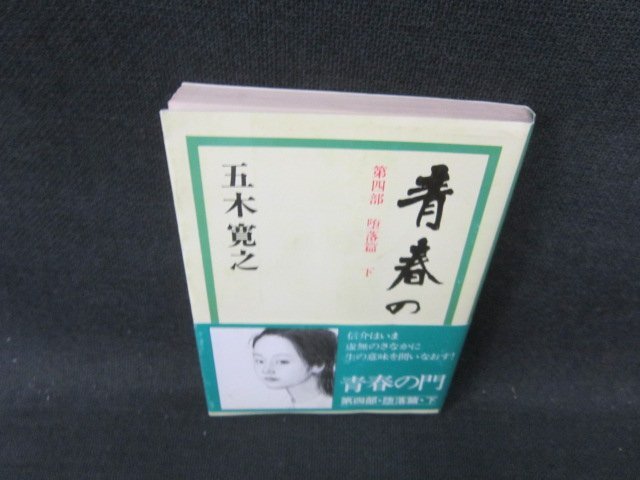 青春の
第四部 堕落篇 下
五木寛之
信介はいま
虚無のさなかに
生の意味を問いなおす!
青春の門
第四部・堕落篇・下